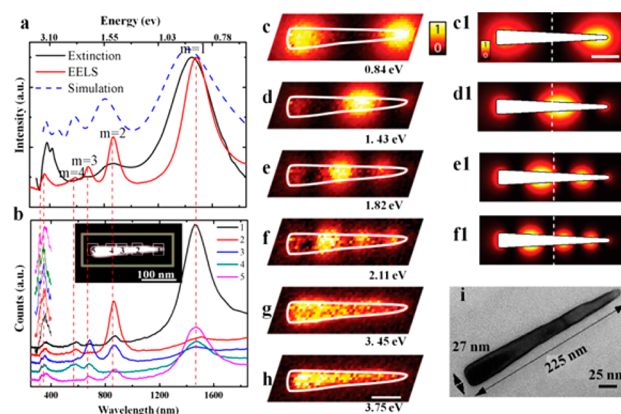 Energy (ev)
3.10 1.55 1.03 0.78
a
m=1
Extinction
EELS
Simulation
m=2
m=3
m=4
Intensity (a.u.)
b
1
2
3
4
5
100 nm
Counts (a.u.)
400 800 1200 1600
Wavelength (nm)
c
1
0
0.84 eV
d
1. 43 eV
e
1.82 eV
f
2.11 eV
g
3. 45 eV
h
3.75 eV
c1
1
0
d1
e1
f1
i
27 nm
225 nm
25 nm